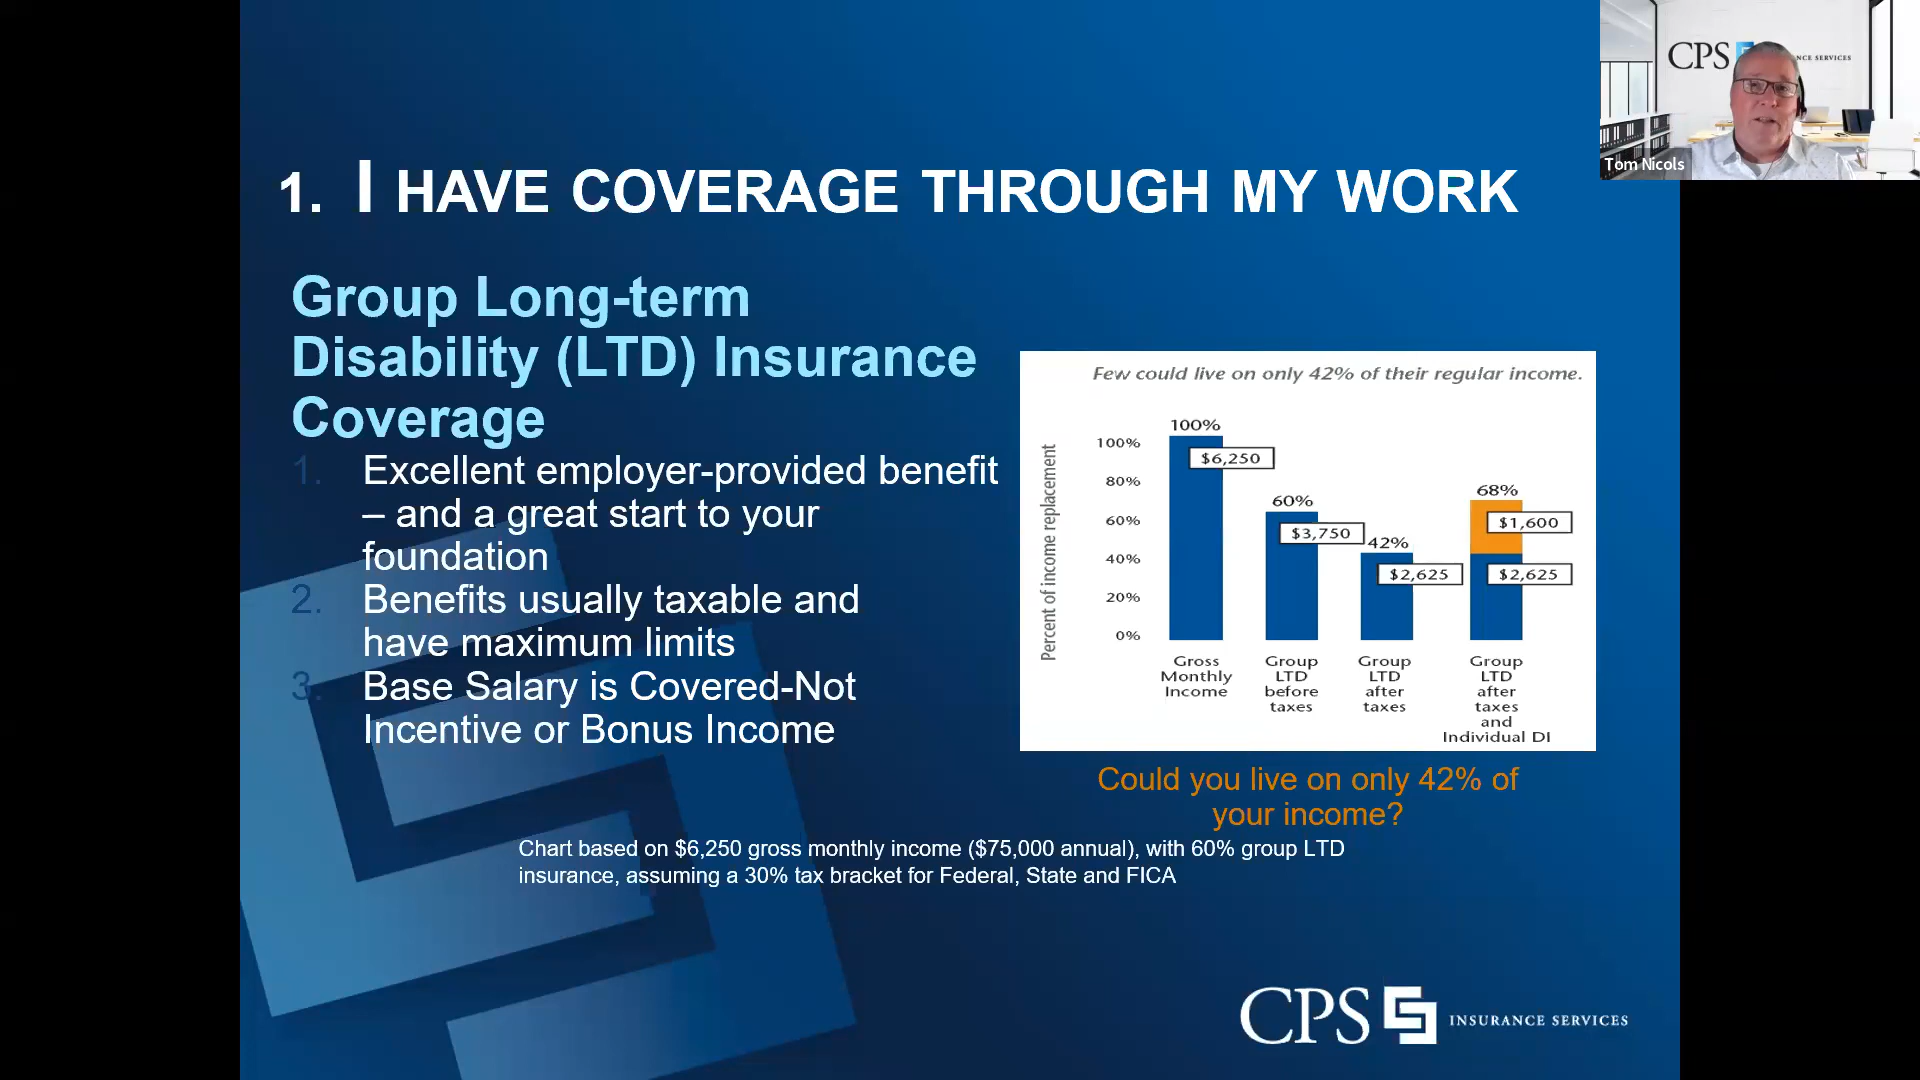 CPS
NCE SERVICES
Tom Nicols
1. I HAVE COVERAGE THROUGH MY WORK
Group Long-term
Disability (LTD) Insurance
Coverage
1. Excellent employer-provided benefit
– and a great start to your
foundation
2. Benefits usually taxable and
have maximum limits
3. Base Salary is Covered-Not
Incentive or Bonus Income
Few could live on only 42% of their regular income.
Percent of income replacement
100%
80%
60%
40%
20%
0%
100%
$6,250
60%
$3,750
42%
$2,625
68%
$1,600
$2,625
Gross
Monthly
Income
Group
LTD
before
taxes
Group
LTD
after
taxes
Group
LTD
after
taxes
and
Individual DI
Could you live on only 42% of
your income?
Chart based on $6,250 gross monthly income ($75,000 annual), with 60% group LTD
insurance, assuming a 30% tax bracket for Federal, State and FICA
CPS INSURANCE SERVICES